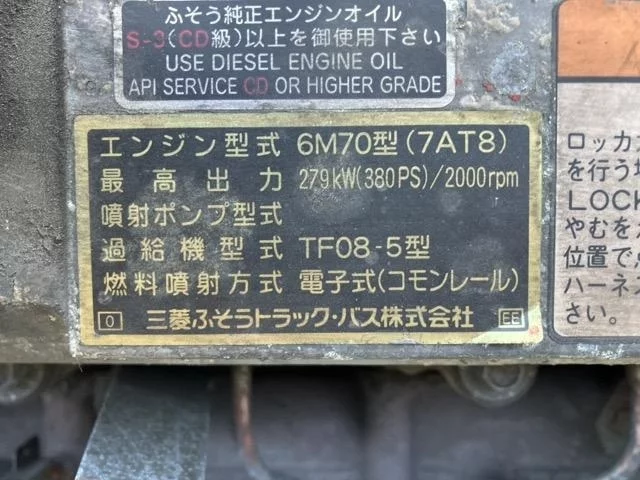 ふそう純正エンジンオイル
S-3(CD級)以上を御使用下さい
USE DIESEL ENGINE OIL
API SERVICE CD OR HIGHER GRADE
エンジン型式 6M70型(7AT8)
最高出力 279kW(380PS)/2000rpm
噴射ポンプ型式
過給機型式 TF08-5型
燃料噴射方式 電子式(コモンレール)
0 三菱ふそうトラック・バス株式会社 EE
ロッカカ
を行う場
LOCK
やむをえ
位置で点
ハーネス
さい。